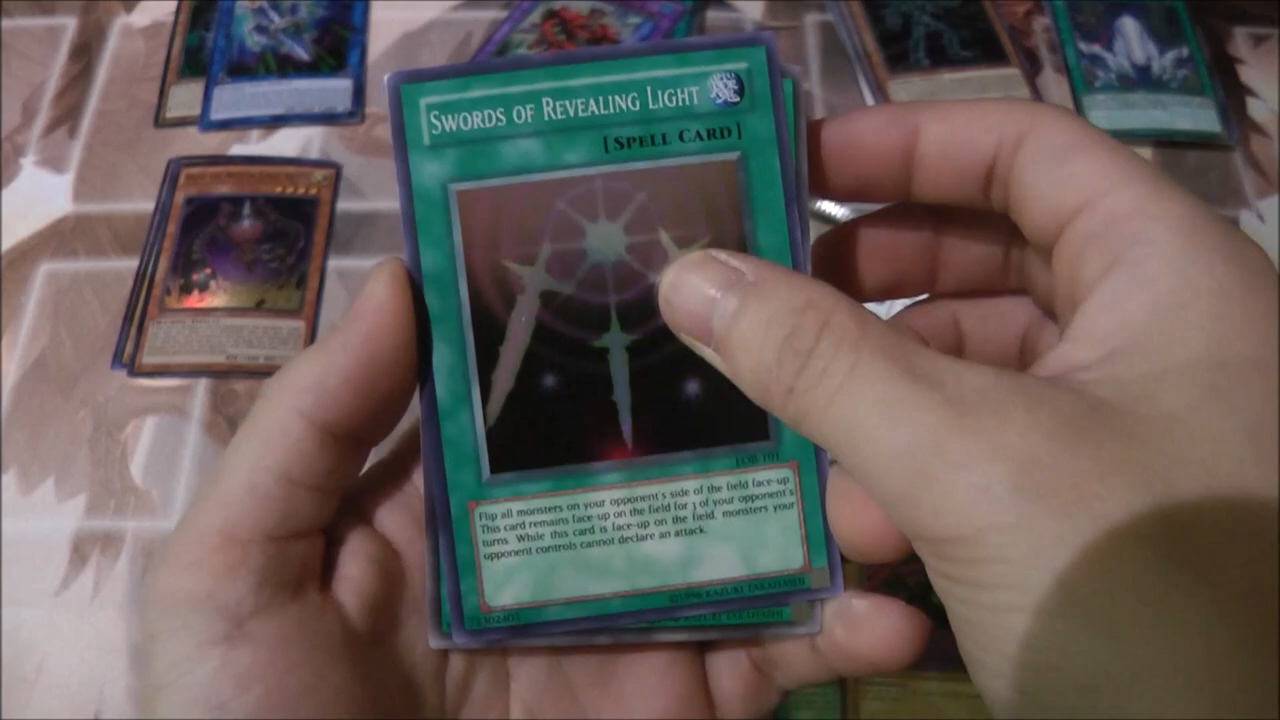 SWORDS OF REVEALING LIGHT
[SPELL CARD]
LOB-101
Flip all monsters on your opponent's side of the field face-up
This card remains face-up on the field for 3 of your opponent's
turns. While this card is face-up on the field, monsters your
opponent controls cannot declare an attack.
©1996 KAZUKI TAKAHASHI
KAZUKI TAKAHASHI